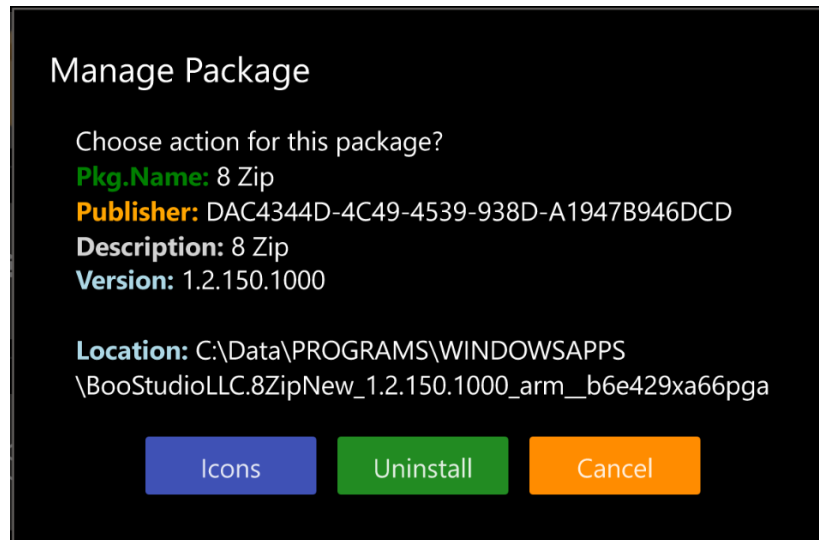 Manage Package
Choose action for this package?
Pkg.Name: 8 Zip
Publisher: DAC4344D-4C49-4539-938D-A1947B946DCD
Description: 8 Zip
Version: 1.2.150.1000
Location: C:\Data\PROGRAMS\WINDOWSAPPS
\BooStudioLLC.8ZipNew_1.2.150.1000_arm__b6e429xa66pga
Icons Uninstall Cancel